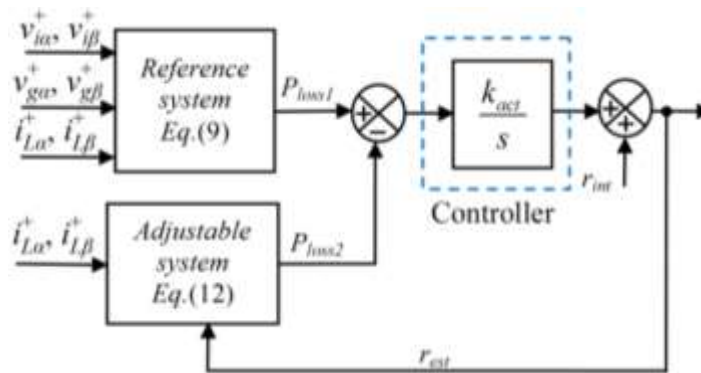 v⁺iα, v⁺iβ
v⁺gα, v⁺gβ
i⁺Lα, i⁺Lβ
Reference
system
Eq.(9)
Ploss1
+
−
kact
s
Controller
+
+
rint
i⁺Lα, i⁺Lβ
Adjustable
system
Eq.(12)
Ploss2
rest